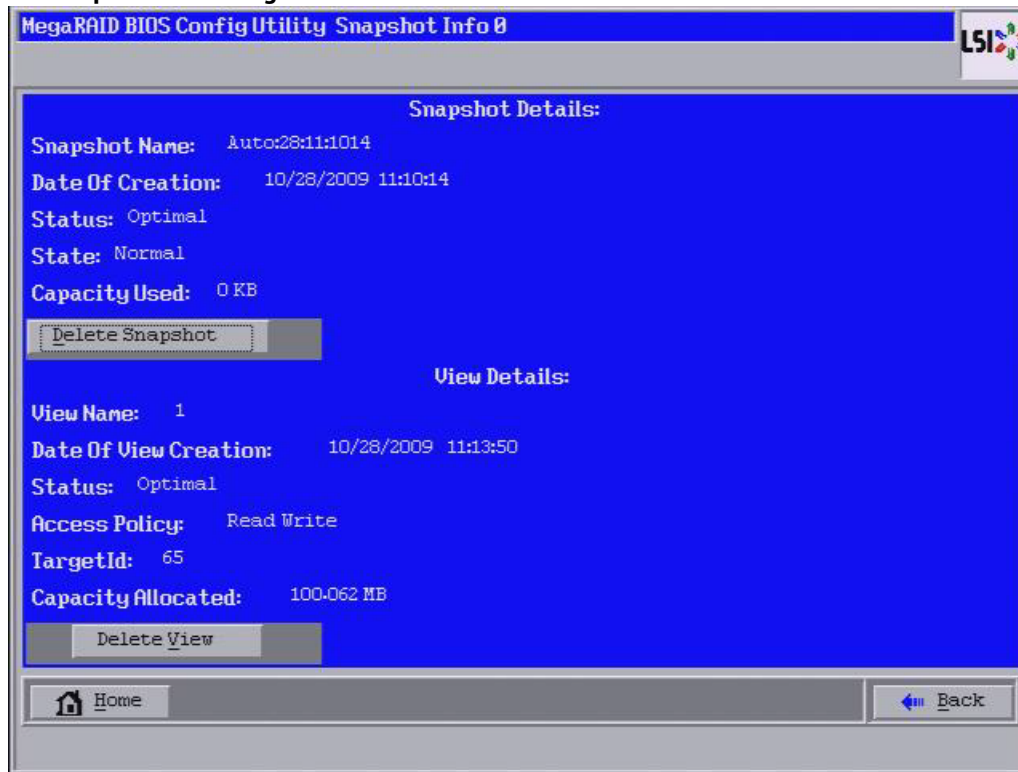 MegaRAID BIOS Config Utility Snapshot Info 0
LSI
Snapshot Details:
Snapshot Name: Auto:28:11:1014
Date Of Creation: 10/28/2009 11:10:14
Status: Optimal
State: Normal
Capacity Used: 0 KB
Delete Snapshot
View Details:
View Name: 1
Date Of View Creation: 10/28/2009 11:13:50
Status: Optimal
Access Policy: Read Write
TargetId: 65
Capacity Allocated: 100.062 MB
Delete View
Home
Back